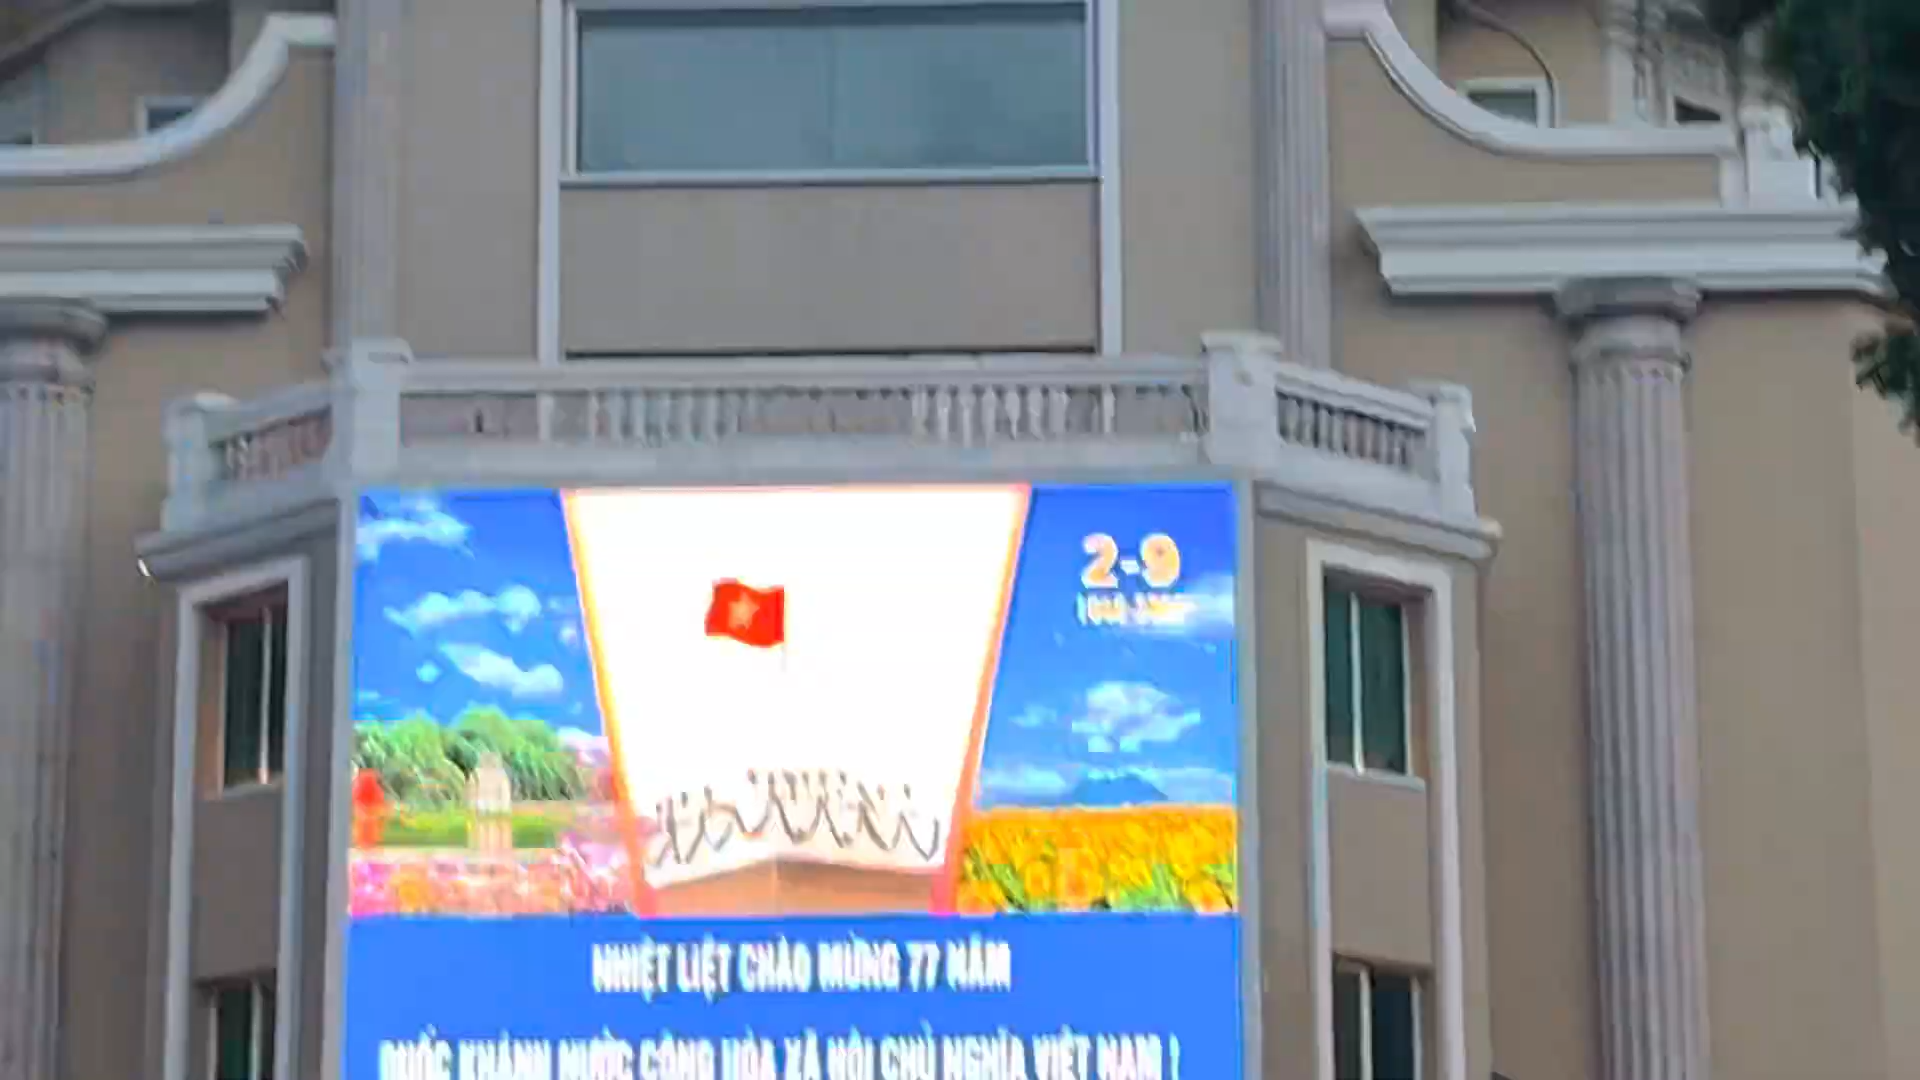 2-9
NHIỆT LIỆT CHÀO MỪNG 77 NĂM
QUỐC KHÁNH NƯỚC CỘNG HÒA XÃ HỘI CHỦ NGHĨA VIỆT NAM !